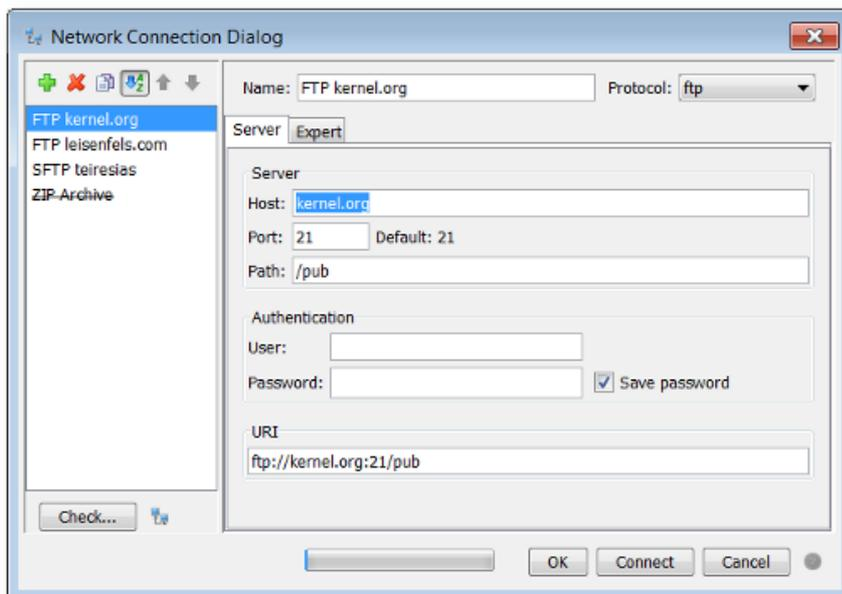 Network Connection Dialog
Name: FTP kernel.org Protocol: ftp
FTP kernel.org
FTP leisenfels.com
SFTP teiresias
ZIP Archive
Server Expert
Server
Host: kernel.org
Port: 21 Default: 21
Path: /pub
Authentication
User:
Password: Save password
URI
ftp://kernel.org:21/pub
Check...
OK Connect Cancel